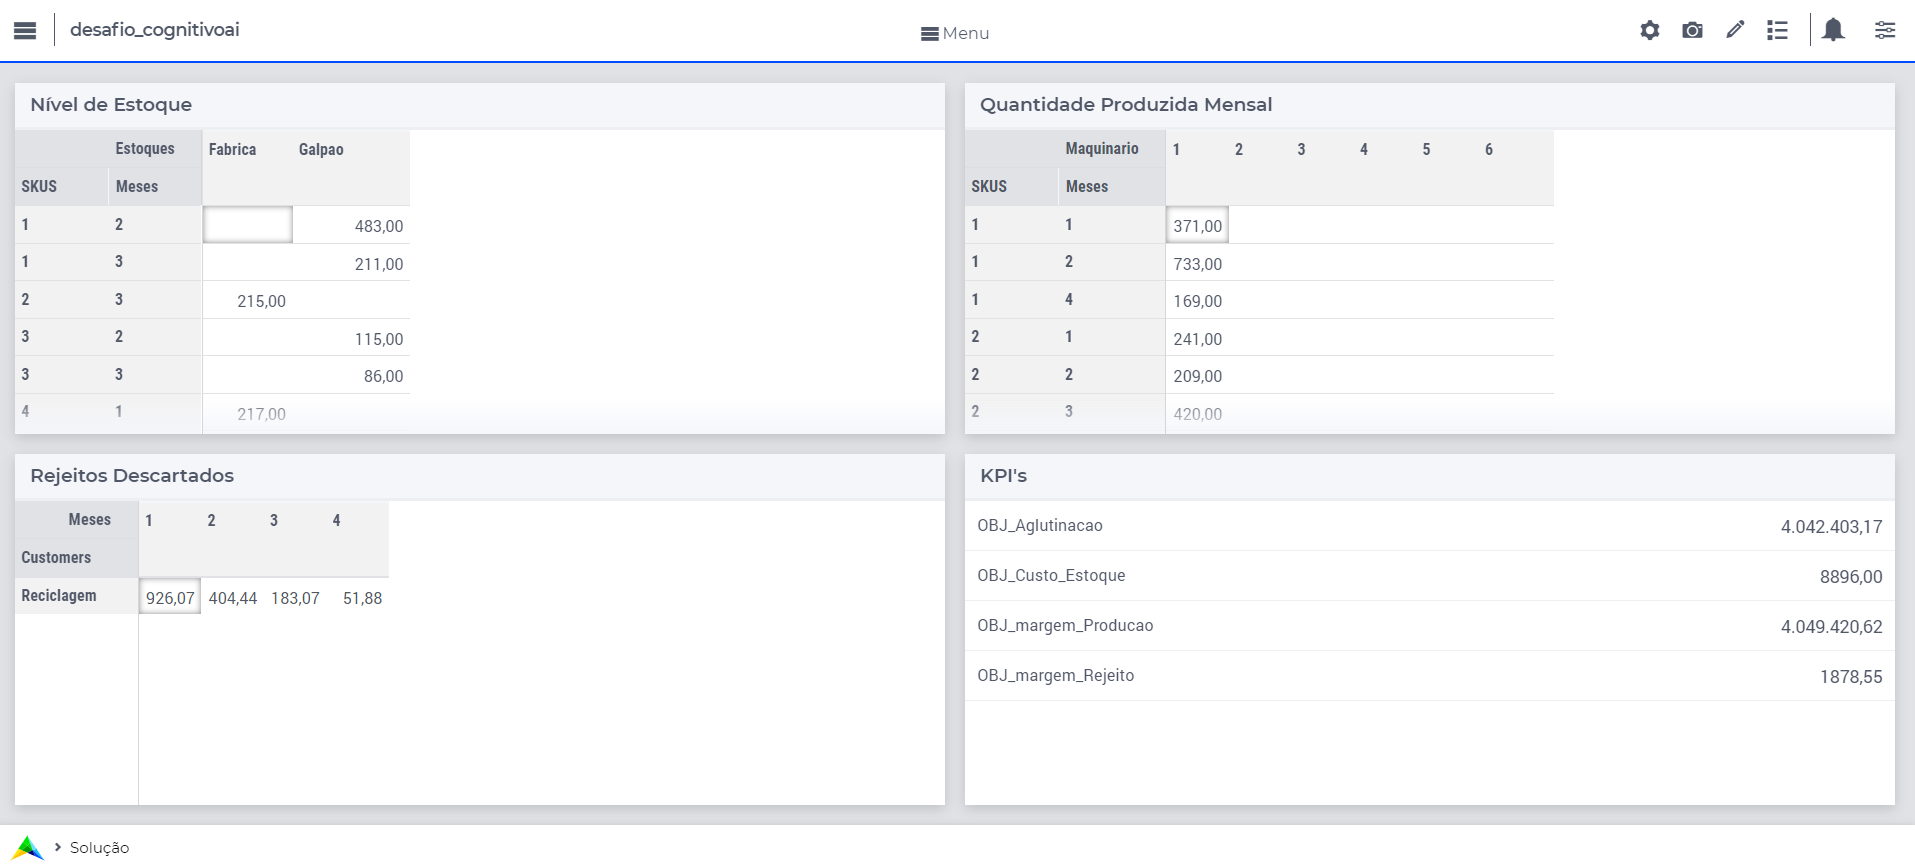 desafio_cognitivoai
Menu
Nível de Estoque
Estoques Fabrica Galpao
SKUS Meses
1 2 483,00
1 3 211,00
2 3 215,00
3 2 115,00
3 3 86,00
4 1 217,00
Quantidade Produzida Mensal
Maquinario 1 2 3 4 5 6
SKUS Meses
1 1 371,00
1 2 733,00
1 4 169,00
2 1 241,00
2 2 209,00
2 3 420,00
Rejeitos Descartados
Meses 1 2 3 4
Customers
Reciclagem 926,07 404,44 183,07 51,88
KPI's
OBJ_Aglutinacao 4.042.403,17
OBJ_Custo_Estoque 8896,00
OBJ_margem_Producao 4.049.420,62
OBJ_margem_Rejeito 1878,55
Solução